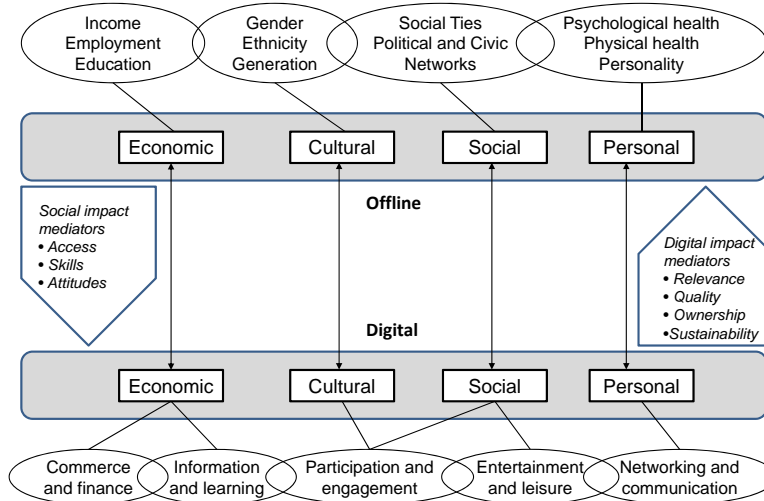 Income
Employment
Education
Gender
Ethnicity
Generation
Social Ties
Political and Civic
Networks
Psychological health
Physical health
Personality
Economic
Cultural
Social
Personal
Offline
Social impact
mediators
• Access
• Skills
• Attitudes
Digital impact
mediators
• Relevance
• Quality
• Ownership
•Sustainability
Digital
Economic
Cultural
Social
Personal
Commerce
and finance
Information
and learning
Participation and
engagement
Entertainment
and leisure
Networking and
communication